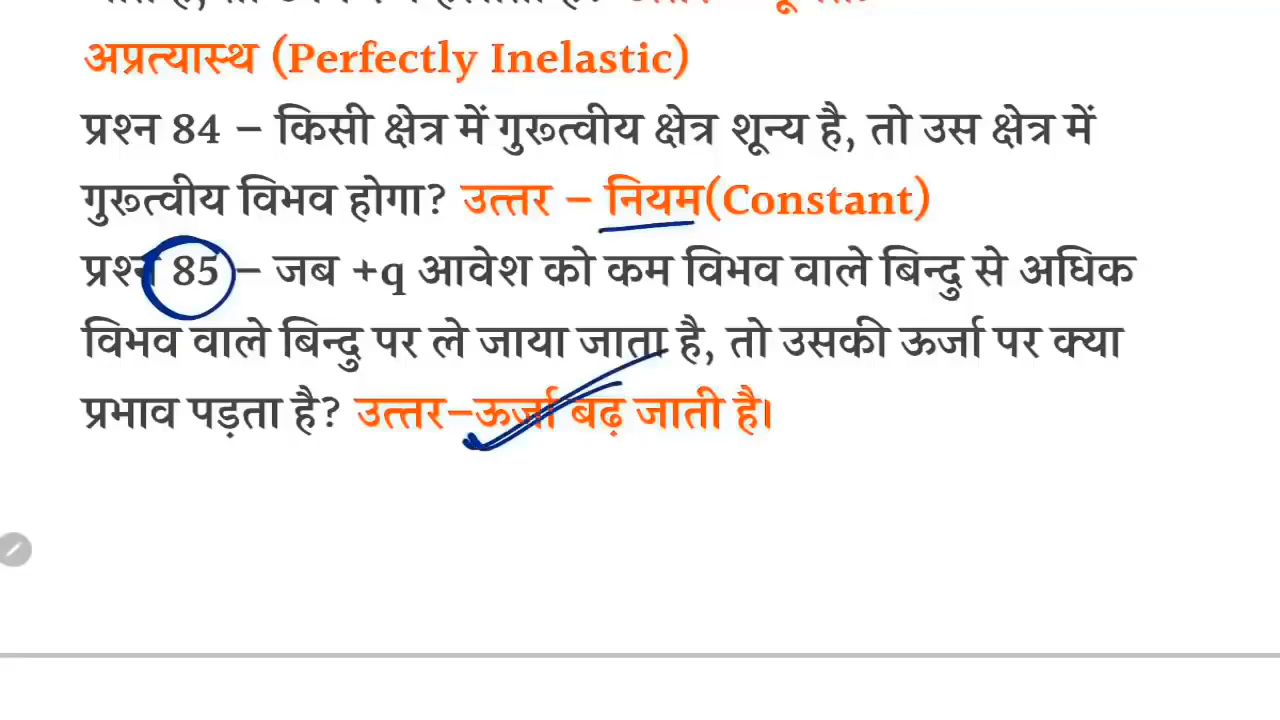 अप्रत्यास्थ (Perfectly Inelastic)
प्रश्न 84 – किसी क्षेत्र में गुरूत्वीय क्षेत्र शून्य है, तो उस क्षेत्र में
गुरूत्वीय विभव होगा? उत्तर – नियम(Constant)
प्रश्न 85 – जब +q आवेश को कम विभव वाले बिन्दु से अधिक
विभव वाले बिन्दु पर ले जाया जाता है, तो उसकी ऊर्जा पर क्या
प्रभाव पड़ता है? उत्तर–ऊर्जा बढ़ जाती है।